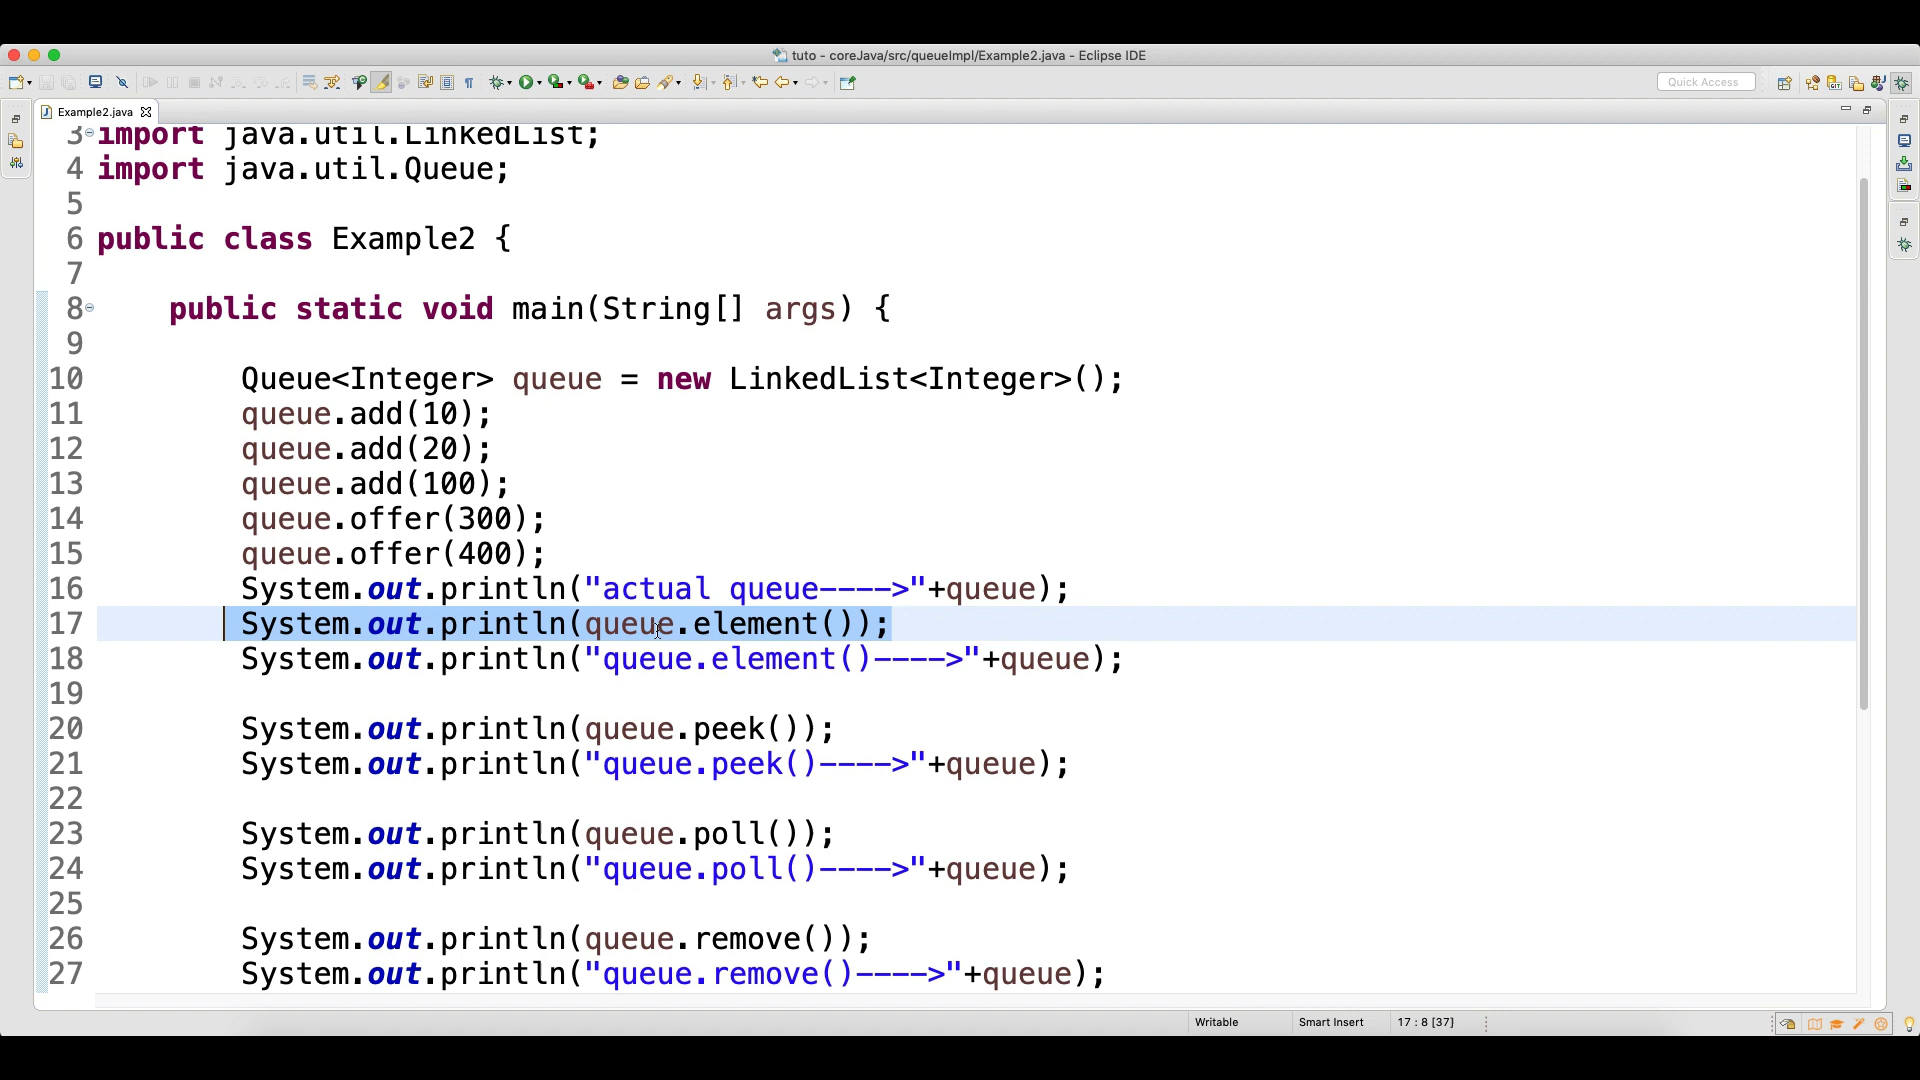 tuto - coreJava/src/queueImpl/Example2.java - Eclipse IDE
Quick Access
Example2.java
3 import java.util.LinkedList;
4 import java.util.Queue;
5
6 public class Example2 {
7
8 public static void main(String[] args) {
9
10 Queue<Integer> queue = new LinkedList<Integer>();
11 queue.add(10);
12 queue.add(20);
13 queue.add(100);
14 queue.offer(300);
15 queue.offer(400);
16 System.out.println("actual queue---->"+queue);
17 System.out.println(queue.element());
18 System.out.println("queue.element()---->"+queue);
19
20 System.out.println(queue.peek());
21 System.out.println("queue.peek()---->"+queue);
22
23 System.out.println(queue.poll());
24 System.out.println("queue.poll()---->"+queue);
25
26 System.out.println(queue.remove());
27 System.out.println("queue.remove()---->"+queue);
Writable Smart Insert 17 : 8 [37]